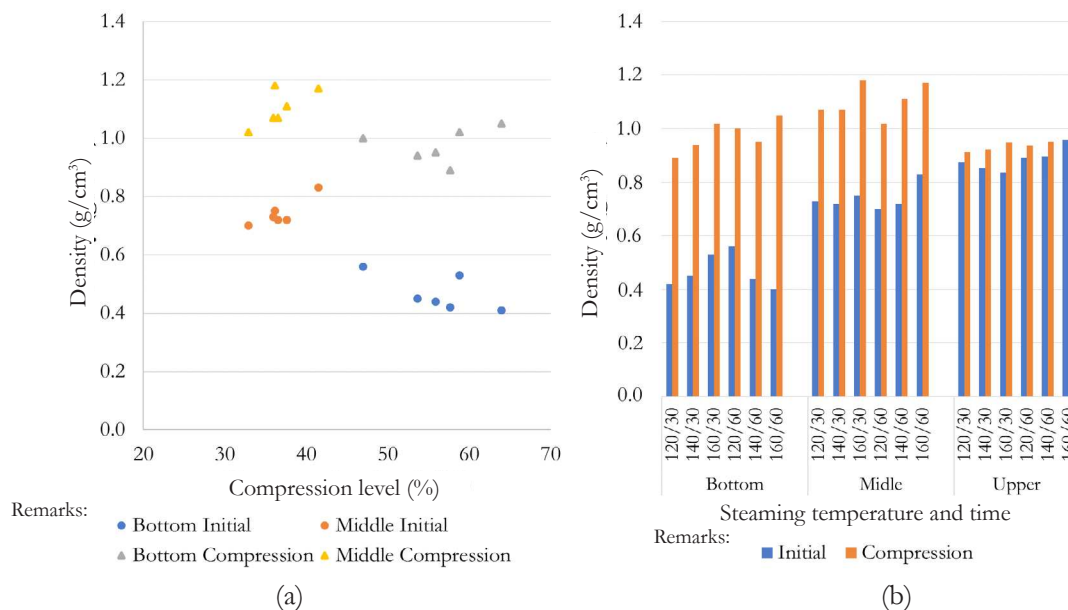 1.4
1.2
1.0
0.8
0.6
0.4
0.2
0.0
Density (g/cm³)
20 30 40 50 60 70
Compression level (%)
Remarks:
Bottom Initial Middle Initial
Bottom Compression Middle Compression
(a)
1.4
1.2
1.0
0.8
0.6
0.4
0.2
0.0
Density (g/cm³)
120/30 140/30 160/30 120/60 140/60 160/60 120/30 140/30 160/30 120/60 140/60 160/60 120/30 140/30 160/30 120/60 140/60 160/60
Bottom Midle Upper
Steaming temperature and time
Remarks:
Initial Compression
(b)